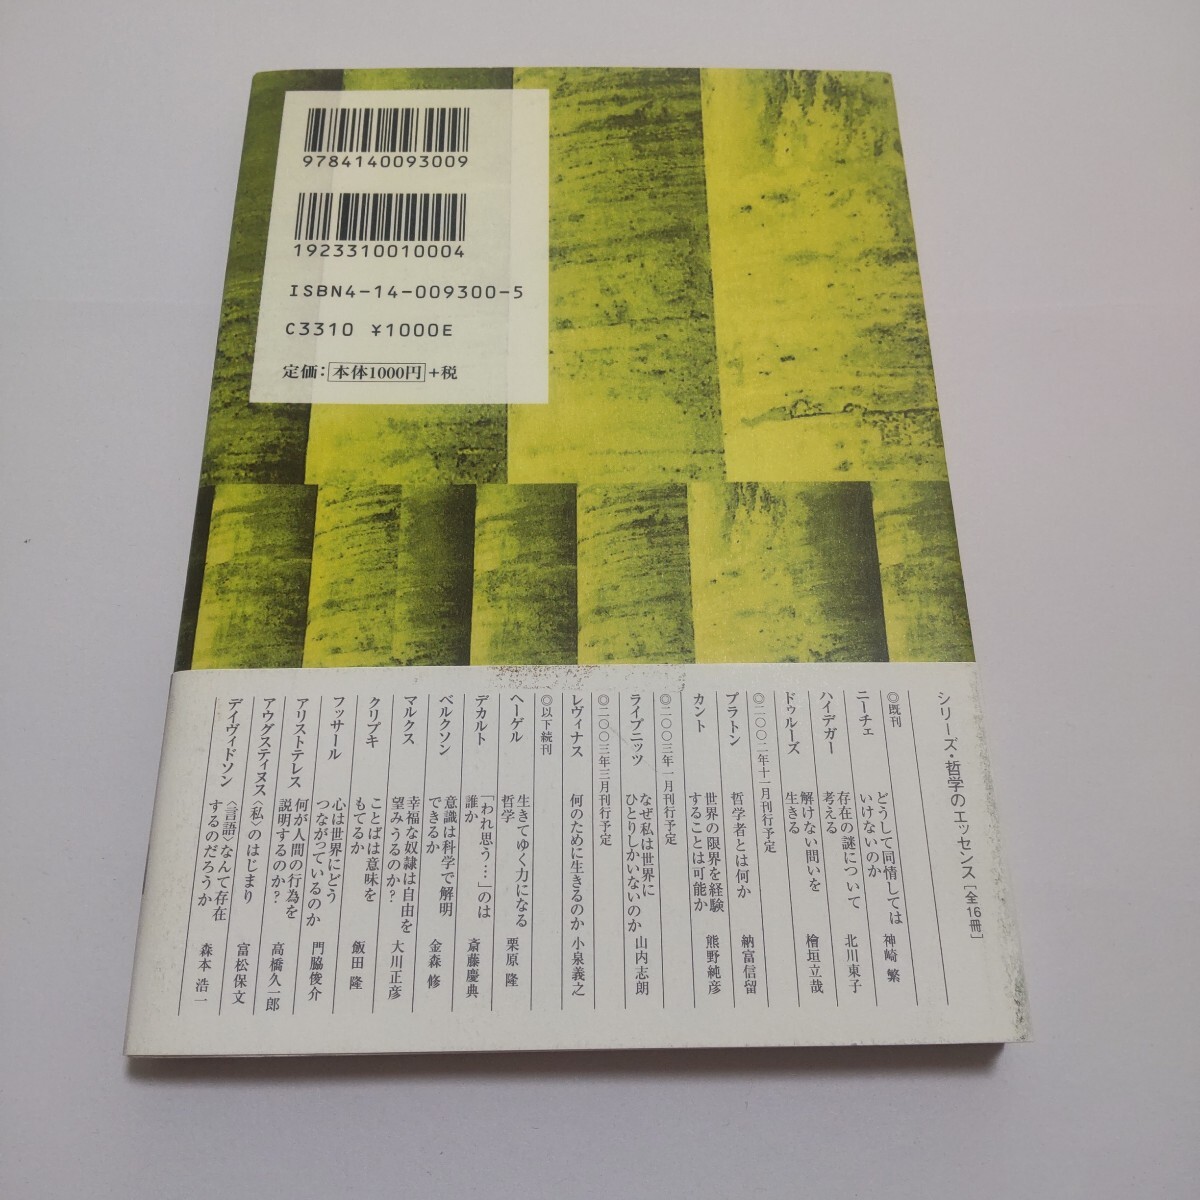 9784140093009
1923310010004
ISBN4-14-009300-5
C3310 ¥1000E
定価：本体1000円+税
シリーズ・哲学のエッセンス［全16冊］
◎既刊
ニーチェ どうして同情してはいけないのか 神崎 繁
ハイデガー 存在の謎について考える 北川東子
ドゥルーズ 解けない問いを生きる 檜垣立哉
◎二〇〇二年十一月刊行予定
プラトン 哲学者とは何か 納富信留
カント 世界の限界を経験することは可能か 熊野純彦
◎二〇〇三年一月刊行予定
ライプニッツ なぜ私は世界にひとりしかいないのか 山内志朗
◎二〇〇三年三月刊行予定
レヴィナス 何のために生きるのか 小泉義之
◎以下続刊
ヘーゲル 生きてゆく力になる哲学 栗原 隆
デカルト 「われ思う…」のは誰か 斎藤慶典
ベルクソン 意識は科学で解明できるか 金森 修
マルクス 幸福な奴隷は自由を望みうるのか？ 大川正彦
クリプキ ことばは意味をもてるか 飯田 隆
フッサール 心は世界にどうつながっているのか 門脇俊介
アリストテレス 何が人間の行為を説明するのか？ 高橋久一郎
アウグスティヌス 〈私〉のはじまり 富松保文
デイヴィドソン 〈言語〉なんて存在するのだろうか 森本 浩一